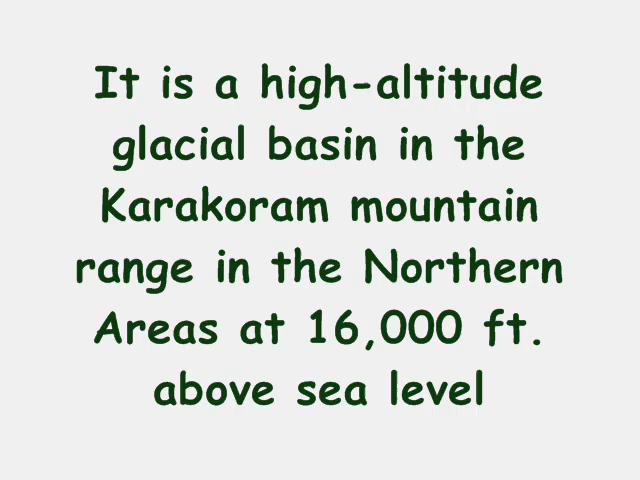 It is a high-altitude
glacial basin in the
Karakoram mountain
range in the Northern
Areas at 16,000 ft.
above sea level